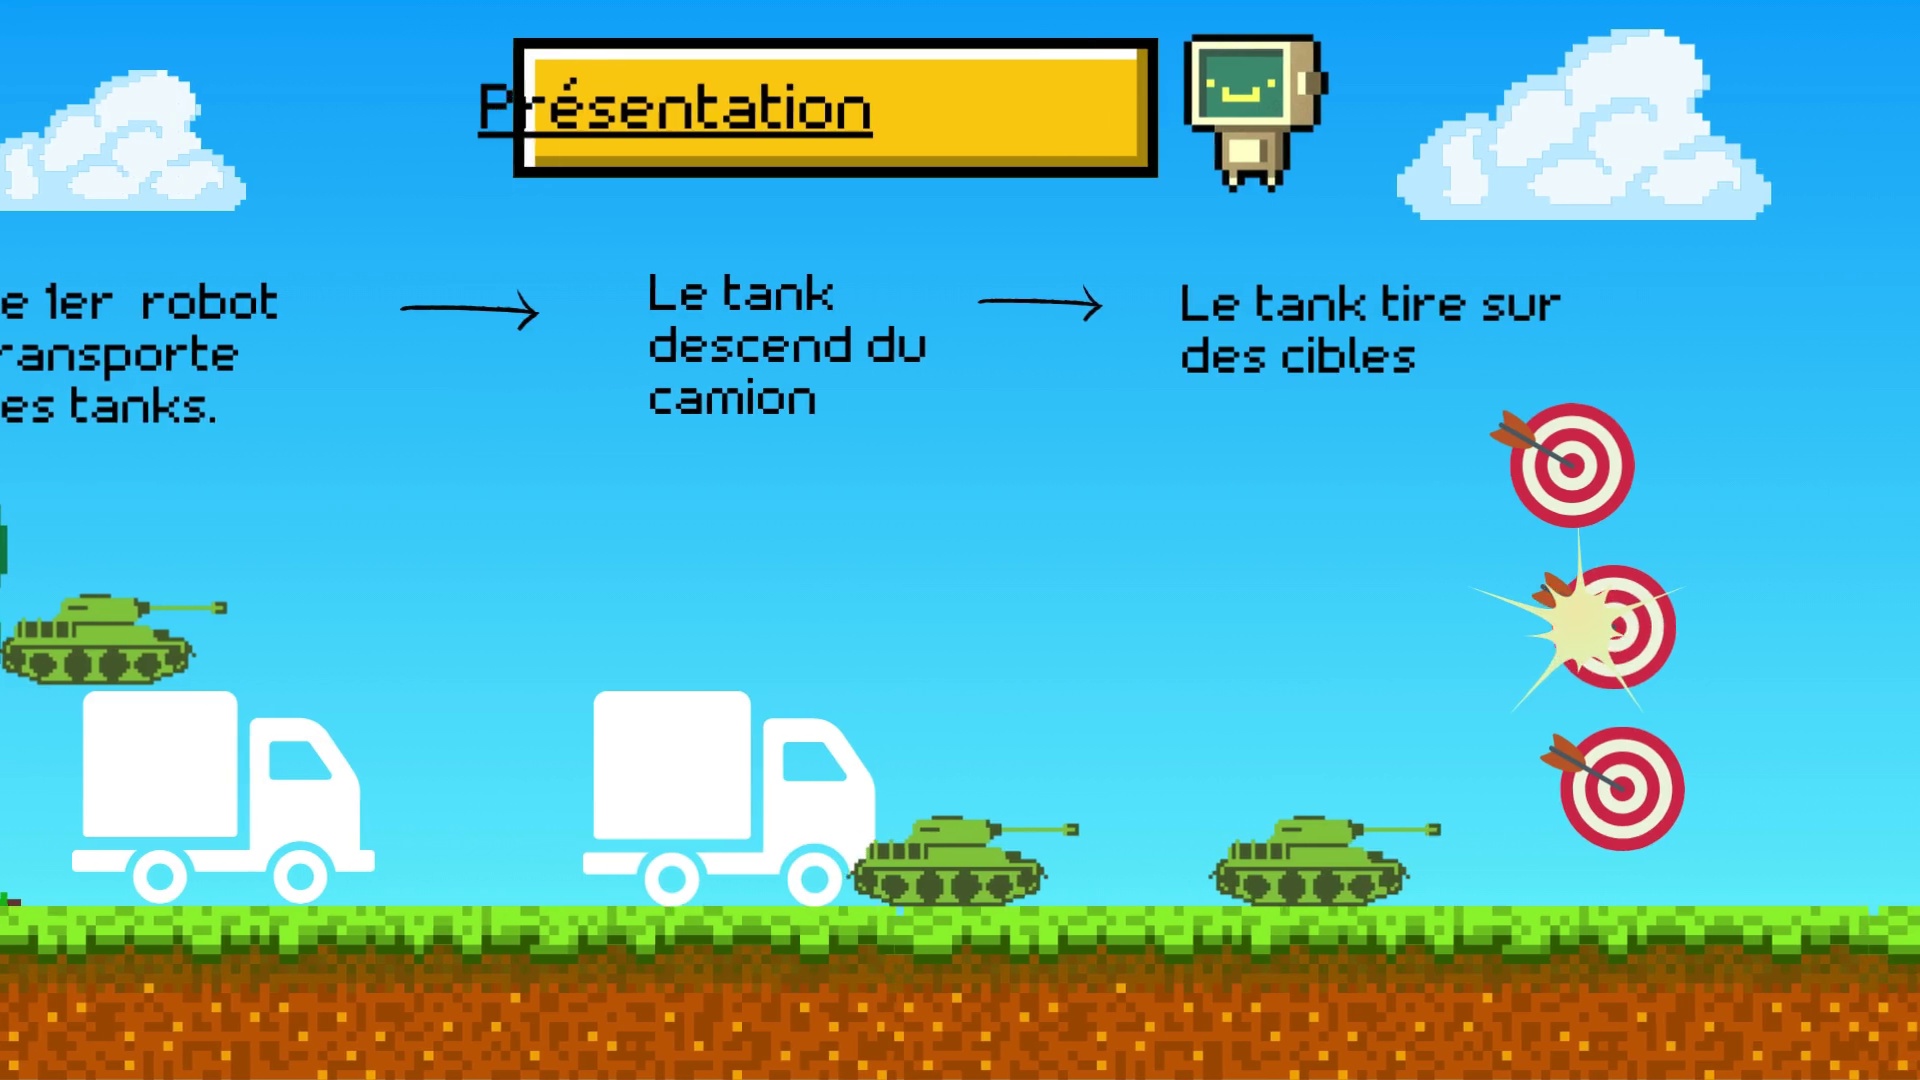 Présentation
e 1er robot
ransporte
es tanks.
Le tank
descend du
camion
Le tank tire sur
des cibles